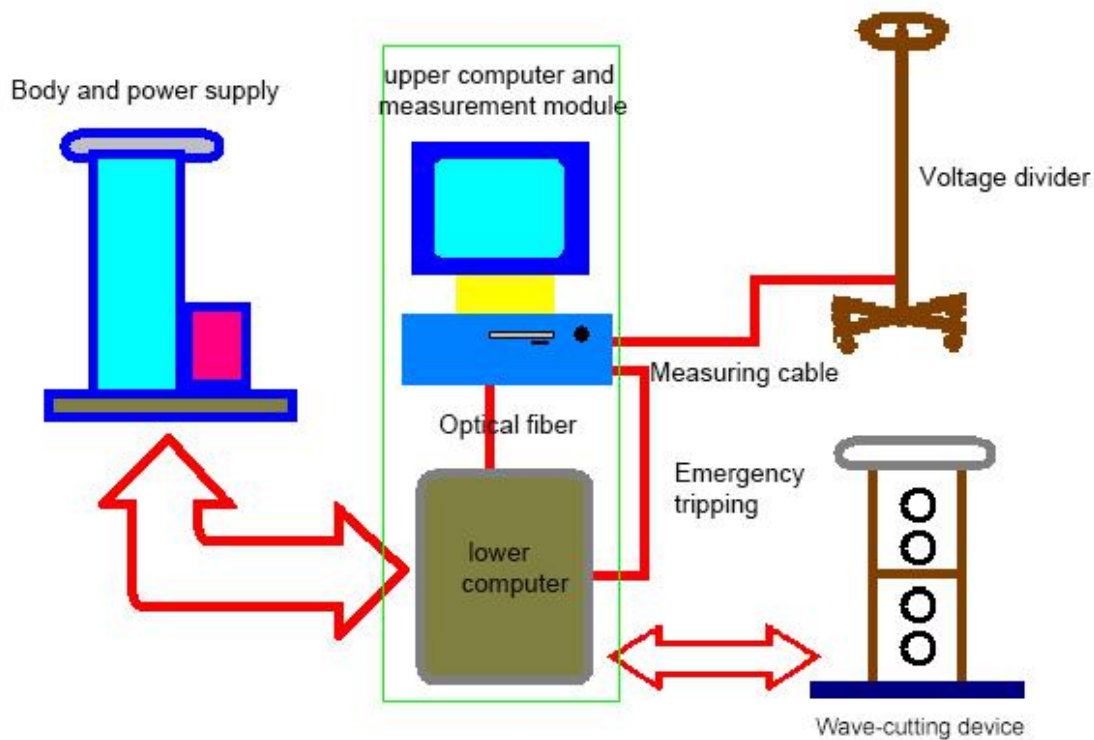 Body and power supply
upper computer and
measurement module
Voltage divider
Measuring cable
Optical fiber
Emergency
tripping
lower
computer
Wave-cutting device